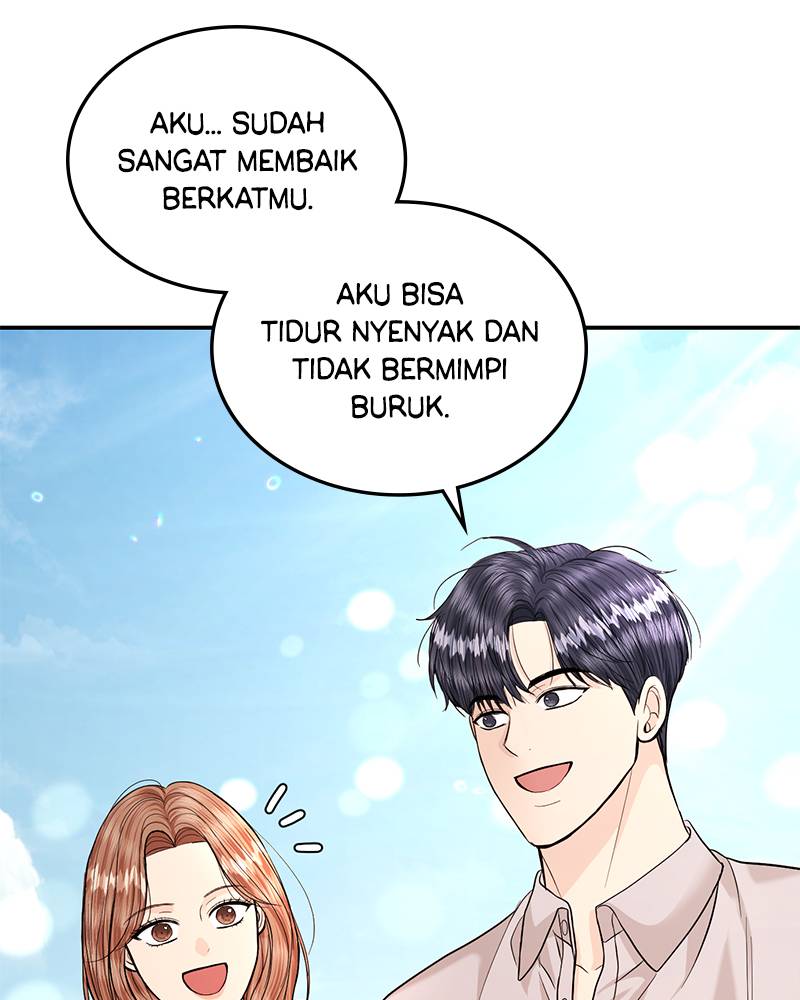 AKU... SUDAH
SANGAT MEMBAIK
BERKATMU.
AKU BISA
TIDUR NYENYAK DAN
TIDAK BERMIMPI
BURUK.